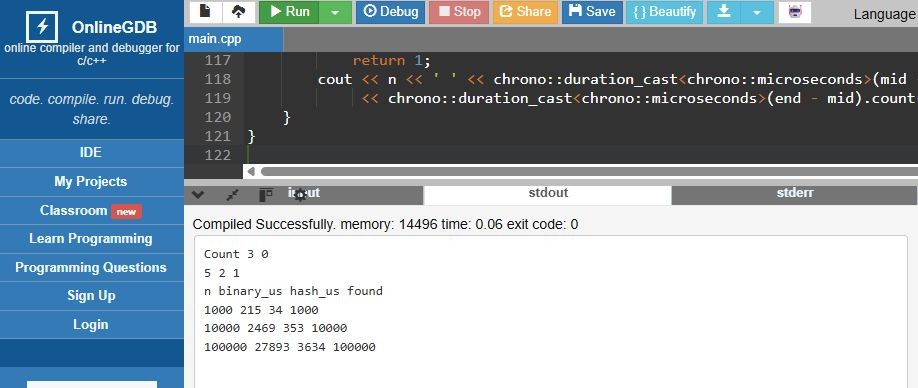 OnlineGDB
online compiler and debugger for
c/c++
code. compile. run. debug.
share.
IDE
My Projects
Classroom new
Learn Programming
Programming Questions
Sign Up
Login
Run Debug Stop Share Save { } Beautify Language
main.cpp
117 return 1;
118 cout << n << ' ' << chrono::duration_cast<chrono::microseconds>(mid
119 << chrono::duration_cast<chrono::microseconds>(end - mid).count
120 }
121 }
122
input stdout stderr
Compiled Successfully. memory: 14496 time: 0.06 exit code: 0
Count 3 0
5 2 1
n binary_us hash_us found
1000 215 34 1000
10000 2469 353 10000
100000 27893 3634 100000